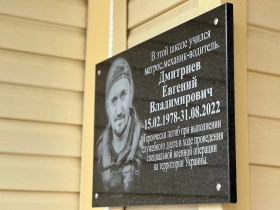 В этой школе учился
матрос,механик-водитель.
Дмитриев
Евгений
Владимирович
15.02.1978-31.08.2022
Героически погиб при выполнении
служебного долга в ходе проведения
специальной военной операции
на территории Украины.